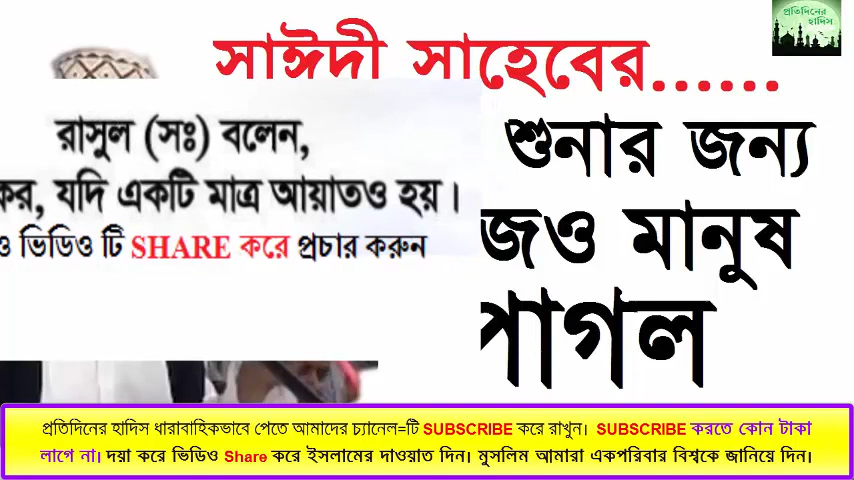 প্রতিদিনের
হাদিস
সাঈদী সাহেবের......
শুনার জন্য
জও মানুষ
পাগল
রাসুল (সঃ) বলেন,
কর, যদি একটি মাত্র আয়াতও হয়।
ও ভিডিও টি SHARE করে প্রচার করুন
প্রতিদিনের হাদিস ধারাবাহিকভাবে পেতে আমাদের চ্যানেল=টি SUBSCRIBE করে রাখুন। SUBSCRIBE করতে কোন টাকা
লাগে না। দয়া করে ভিডিও Share করে ইসলামের দাওয়াত দিন। মুসলিম আমারা একপরিবার বিশ্বকে জানিয়ে দিন।